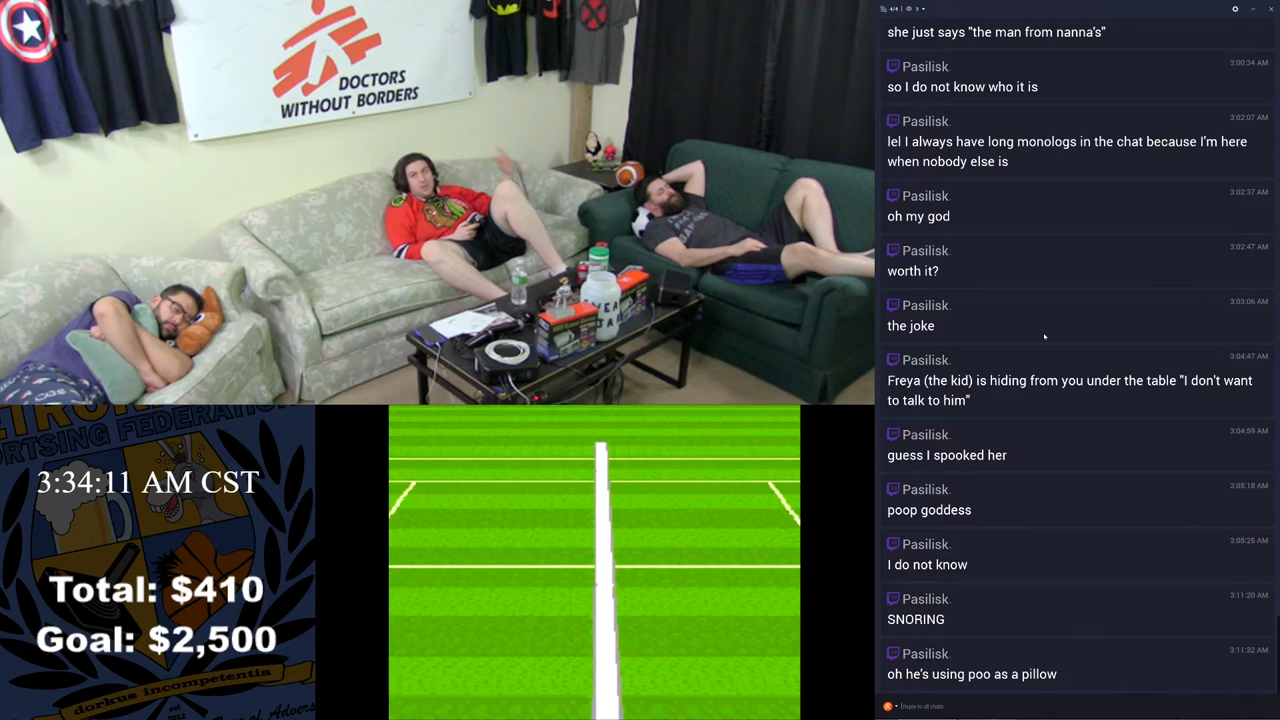 DOCTORS
WITHOUT BORDERS
3:34:11 AM CST
Total: $410
Goal: $2,500
dorkus incompetentia
4/4
3
she just says "the man from nanna's"
Pasilisk
3:00:34 AM
so I do not know who it is
Pasilisk
3:02:07 AM
lel I always have long monologs in the chat because I'm here
when nobody else is
Pasilisk
3:02:37 AM
oh my god
Pasilisk
3:02:47 AM
worth it?
Pasilisk
3:03:06 AM
the joke
Pasilisk
3:04:47 AM
Freya (the kid) is hiding from you under the table "I don't want
to talk to him"
Pasilisk
3:04:59 AM
guess I spooked her
Pasilisk
3:05:18 AM
poop goddess
Pasilisk
3:05:25 AM
I do not know
Pasilisk
3:11:20 AM
SNORING
Pasilisk
3:11:32 AM
oh he's using poo as a pillow
Reply to all chats